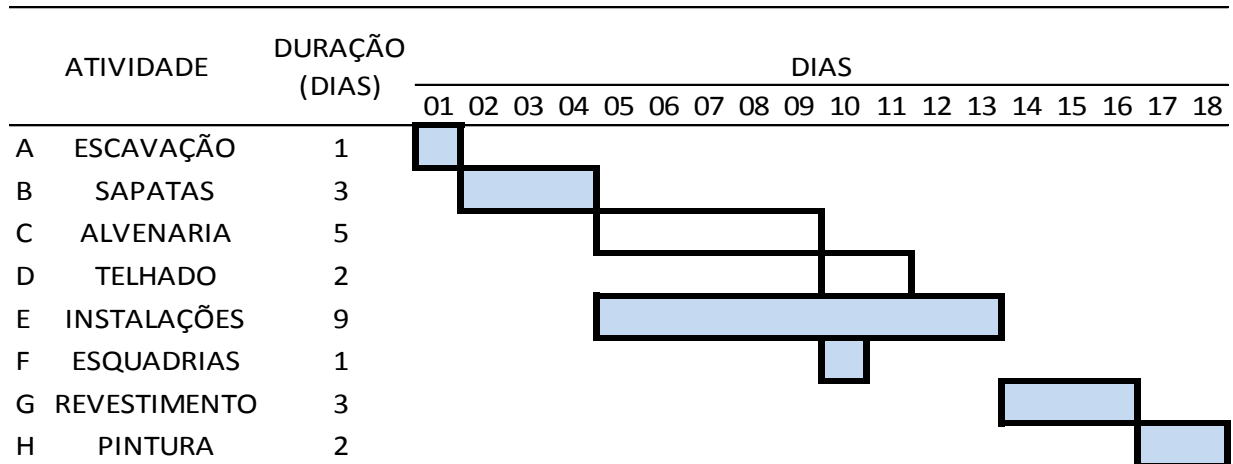 ATIVIDADE DURAÇÃO (DIAS) DIAS
01 02 03 04 05 06 07 08 09 10 11 12 13 14 15 16 17 18
A ESCAVAÇÃO 1
B SAPATAS 3
C ALVENARIA 5
D TELHADO 2
E INSTALAÇÕES 9
F ESQUADRIAS 1
G REVESTIMENTO 3
H PINTURA 2